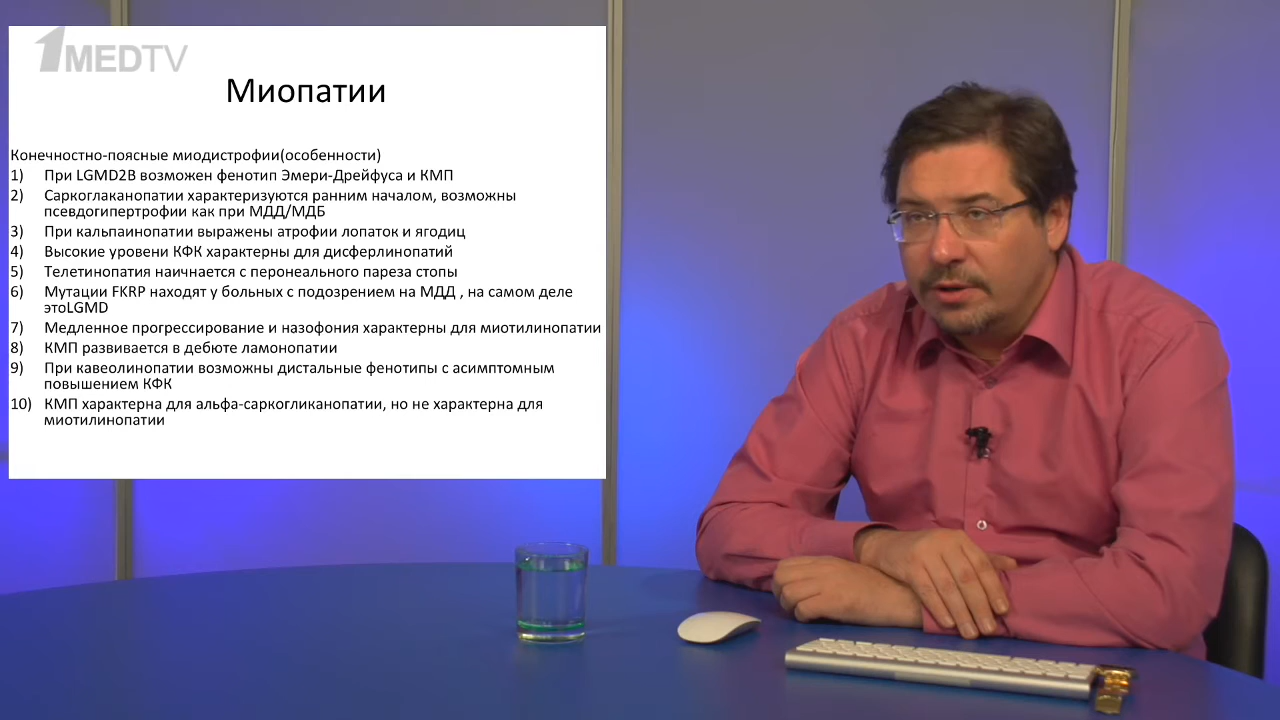 1MEDTV
Миопатии
Конечностно-поясные миодистрофии(особенности)
1) При LGMD2B возможен фенотип Эмери-Дрейфуса и КМП
2) Саркоглаканопатии характеризуются ранним началом, возможны
псевдогипертрофии как при МДД/МДБ
3) При кальпаинопатии выражены атрофии лопаток и ягодиц
4) Высокие уровени КФК характерны для дисферлинопатий
5) Телетинопатия наичнается с перонеального пареза стопы
6) Мутации FKRP находят у больных с подозрением на МДД , на самом деле
этоLGMD
7) Медленное прогрессирование и назофония характерны для миотилинопатии
8) КМП развивается в дебюте ламонопатии
9) При кавеолинопатии возможны дистальные фенотипы с асимптомным
повышением КФК
10) КМП характерна для альфа-саркогликанопатии, но не характерна для
миотилинопатии